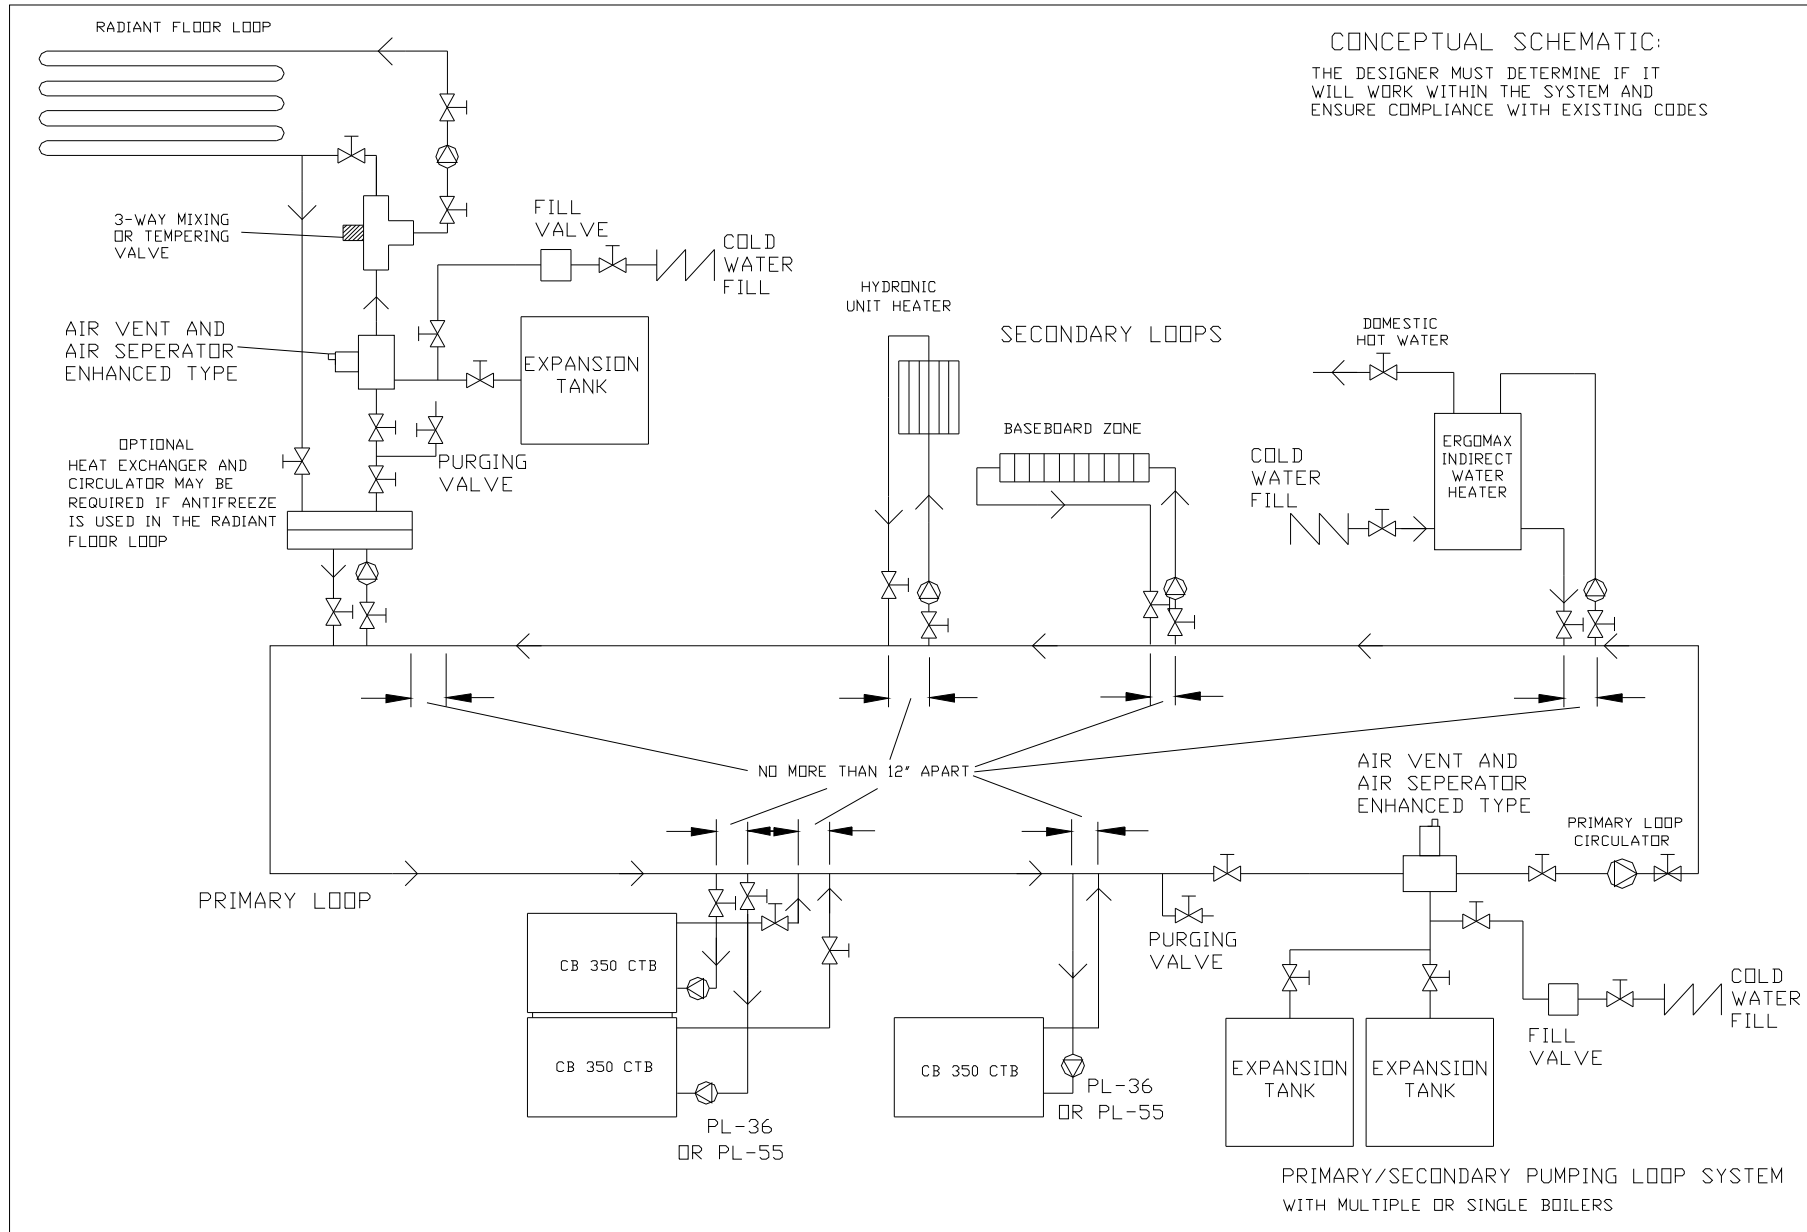 RADIANT FLOOR LOOP
CONCEPTUAL SCHEMATIC:
THE DESIGNER MUST DETERMINE IF IT
WILL WORK WITHIN THE SYSTEM AND
ENSURE COMPLIANCE WITH EXISTING CODES
3-WAY MIXING
OR TEMPERING
VALVE
FILL
VALVE
COLD
WATER
FILL
AIR VENT AND
AIR SEPERATOR
ENHANCED TYPE
EXPANSION
TANK
HYDRONIC
UNIT HEATER
SECONDARY LOOPS
DOMESTIC
HOT WATER
OPTIONAL
HEAT EXCHANGER AND
CIRCULATOR MAY BE
REQUIRED IF ANTIFREEZE
IS USED IN THE RADIANT
FLOOR LOOP
PURGING
VALVE
BASEBOARD ZONE
COLD
WATER
FILL
ERGOMAX
INDIRECT
WATER
HEATER
NO MORE THAN 12" APART
AIR VENT AND
AIR SEPERATOR
ENHANCED TYPE
PRIMARY LOOP
CIRCULATOR
PRIMARY LOOP
CB 350 CTB
CB 350 CTB
PL-36
OR PL-55
CB 350 CTB
PL-36
OR PL-55
PURGING
VALVE
EXPANSION
TANK
EXPANSION
TANK
FILL
VALVE
COLD
WATER
FILL
PRIMARY/SECONDARY PUMPING LOOP SYSTEM
WITH MULTIPLE OR SINGLE BOILERS